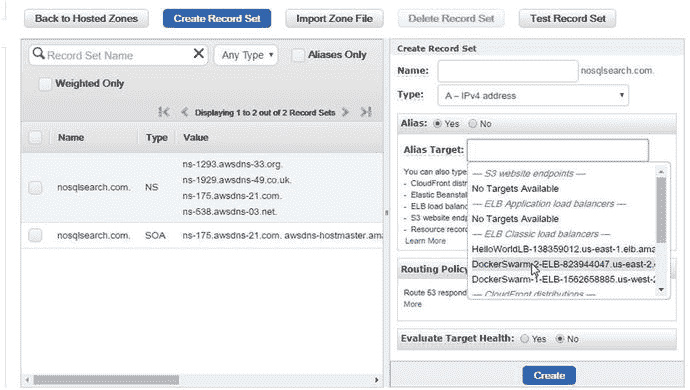 Back to Hosted Zones
Create Record Set
Import Zone File
Delete Record Set
Test Record Set
Record Set Name
Any Type
Aliases Only
Weighted Only
Displaying 1 to 2 out of 2 Record Sets
Name Type Value
nosqlsearch.com. NS
ns-1293.awsdns-33.org.
ns-1929.awsdns-49.co.uk.
ns-175.awsdns-21.com.
ns-538.awsdns-03.net.
nosqlsearch.com. SOA ns-175.awsdns-21.com. awsdns-hostmaster.ama
Create Record Set
Name: nosqlsearch.com.
Type: A – IPv4 address
Alias: Yes No
Alias Target:
— S3 website endpoints —
No Targets Available
— ELB Application load balancers —
No Targets Available
— ELB Classic load balancers —
HelloWorldLB-138359012.us-east-1.elb.ama
DockerSwarm-2-ELB-823944047.us-east-2.
DockerSwarm-1-ELB-1562658885.us-west-2
— CloudFront distributions —
You can also type
- CloudFront dist
- Elastic Beanstal
- ELB load balanc
- S3 website endp
- Resource recor
Learn More
Routing Policy
Route 53 respond
More
Evaluate Target Health: Yes No
Create